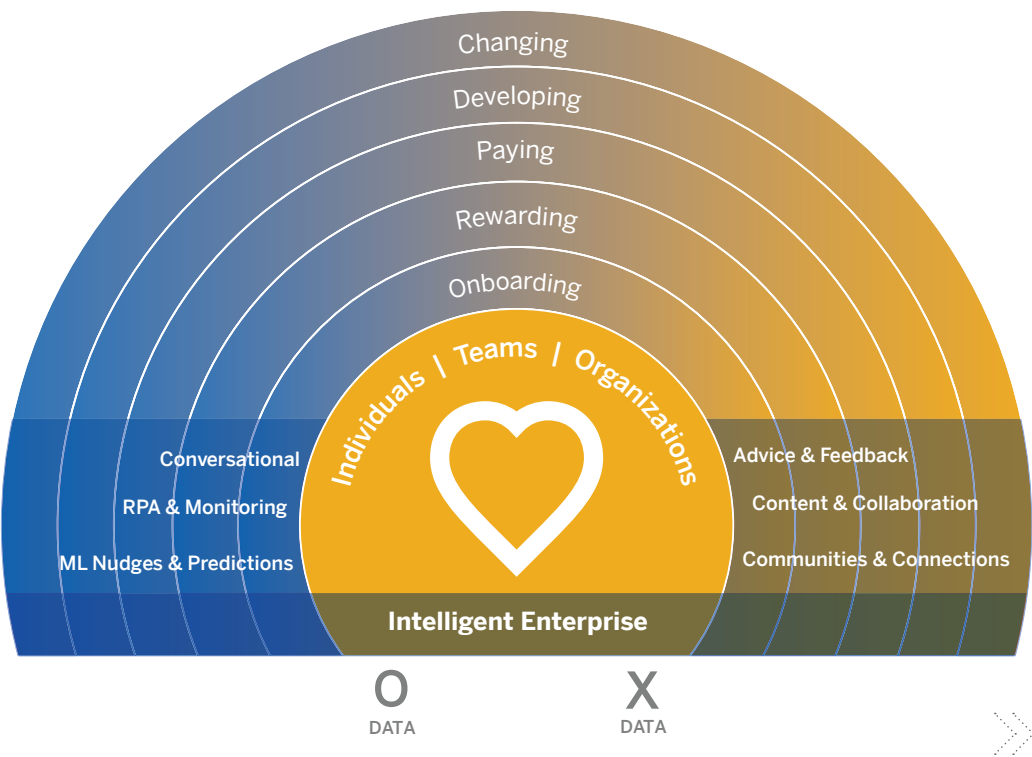 Changing
Developing
Paying
Rewarding
Onboarding
Individuals | Teams | Organizations
Conversational
RPA & Monitoring
ML Nudges & Predictions
Advice & Feedback
Content & Collaboration
Communities & Connections
Intelligent Enterprise
O
DATA
X
DATA